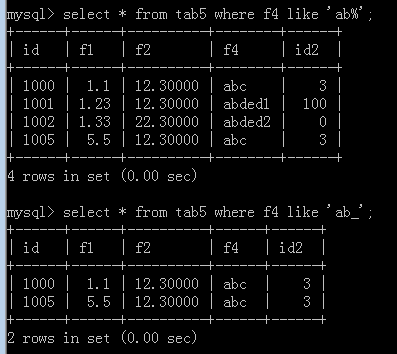 mysql> select * from tab5 where f4 like 'ab%';
+------+------+----------+--------+------+
| id   | f1   | f2       | f4     | id2  |
+------+------+----------+--------+------+
| 1000 |  1.1 | 12.30000 | abc    |    3 |
| 1001 | 1.23 | 12.30000 | abded1 |  100 |
| 1002 | 1.33 | 22.30000 | abded2 |    0 |
| 1005 |  5.5 | 12.30000 | abc    |    3 |
+------+------+----------+--------+------+
4 rows in set (0.00 sec)
mysql> select * from tab5 where f4 like 'ab_';
+------+------+----------+------+------+
| id   | f1   | f2       | f4   | id2  |
+------+------+----------+------+------+
| 1000 |  1.1 | 12.30000 | abc  |    3 |
| 1005 |  5.5 | 12.30000 | abc  |    3 |
+------+------+----------+------+------+
2 rows in set (0.00 sec)